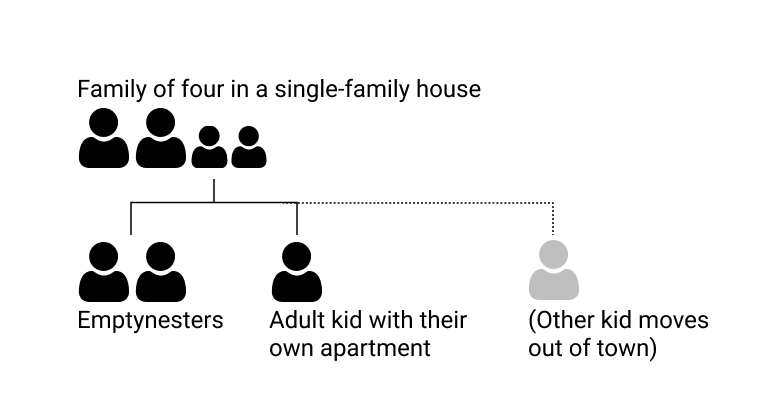 Family of four in a single-family house
Emptynesters
Adult kid with their
own apartment
(Other kid moves
out of town)